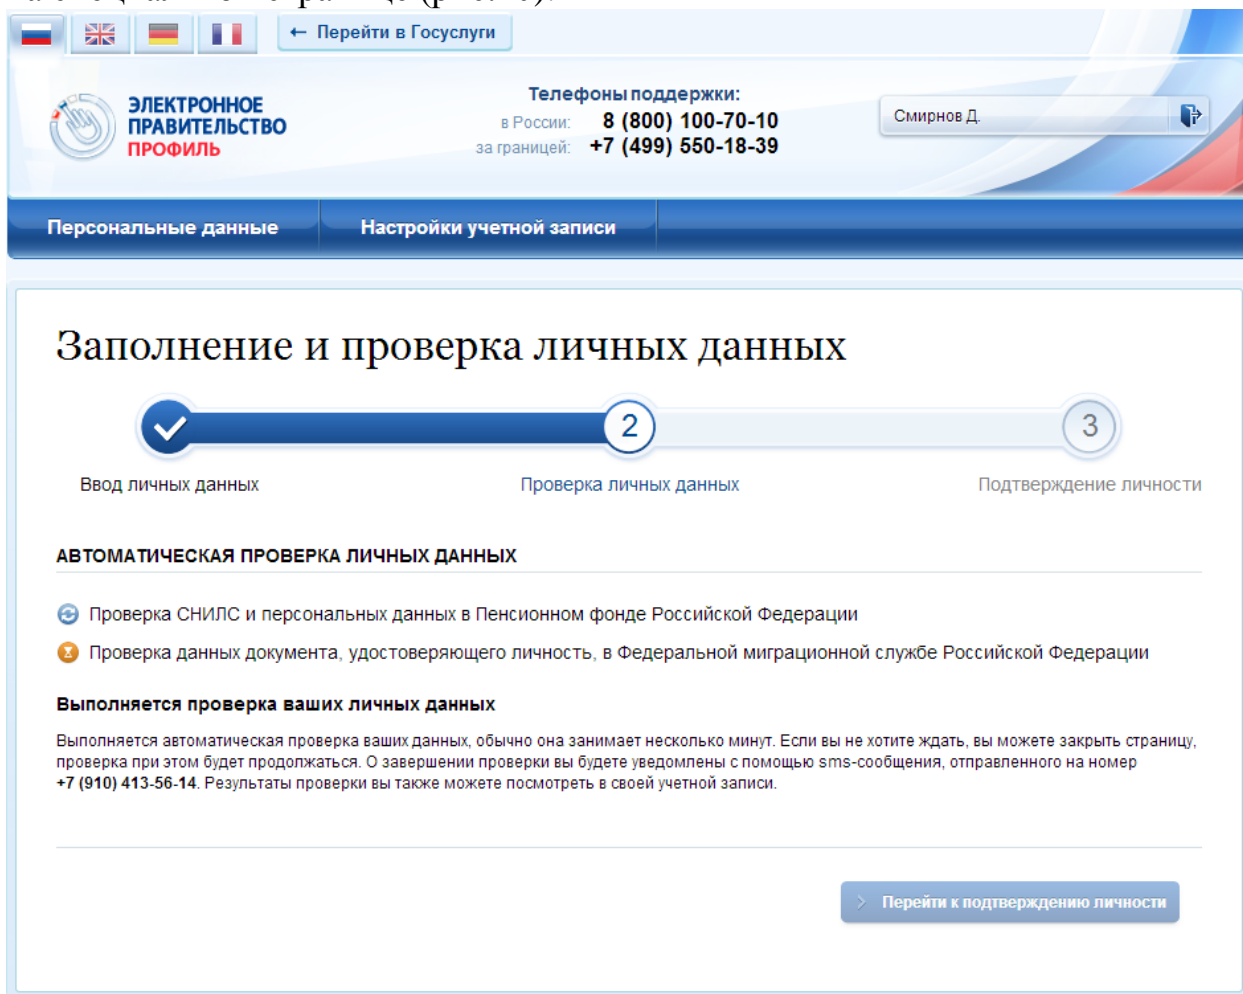 ← Перейти в Госуслуги
ЭЛЕКТРОННОЕ
ПРАВИТЕЛЬСТВО
ПРОФИЛЬ
Телефоны поддержки:
в России: 8 (800) 100-70-10
за границей: +7 (499) 550-18-39
Смирнов Д.
Персональные данные Настройки учетной записи
Заполнение и проверка личных данных
2 3
Ввод личных данных Проверка личных данных Подтверждение личности
АВТОМАТИЧЕСКАЯ ПРОВЕРКА ЛИЧНЫХ ДАННЫХ
Проверка СНИЛС и персональных данных в Пенсионном фонде Российской Федерации
Проверка данных документа, удостоверяющего личность, в Федеральной миграционной службе Российской Федерации
Выполняется проверка ваших личных данных
Выполняется автоматическая проверка ваших данных, обычно она занимает несколько минут. Если вы не хотите ждать, вы можете закрыть страницу,
проверка при этом будет продолжаться. О завершении проверки вы будете уведомлены с помощью sms-сообщения, отправленного на номер
+7 (910) 413-56-14. Результаты проверки вы также можете посмотреть в своей учетной записи.
Перейти к подтверждению личности